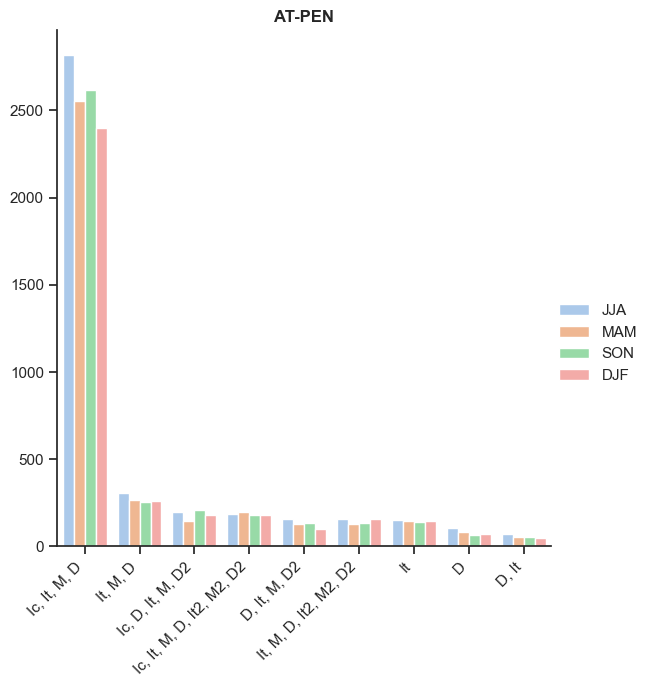 AT-PEN
2500
2000
1500
1000
500
0
JJA
MAM
SON
DJF
Ic, It, M, D
It, M, D
Ic, D, It, M, D2
Ic, It, M, D, It2, M2, D2
D, It, M, D2
It, M, D, It2, M2, D2
It
D
D, It